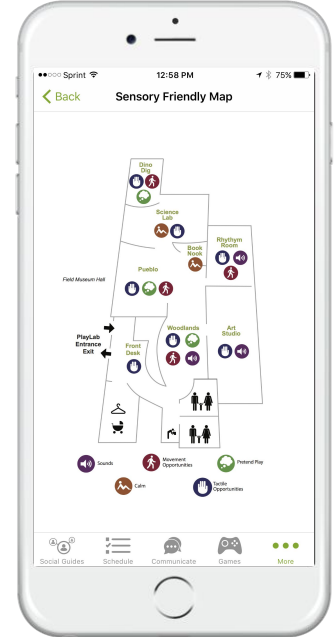 Sprint
12:58 PM
75%
Back
Sensory Friendly Map
Dino
Dig
Science
Lab
Book
Nook
Rhythym
Room
Pueblo
Field Museum Hall
PlayLab
Entrance
Exit
Front
Desk
Woodlands
Art
Studio
Sounds
Movement
Opportunities
Pretend Play
Calm
Tactile
Opportunities
Social Guides
Schedule
Communicate
Games
More